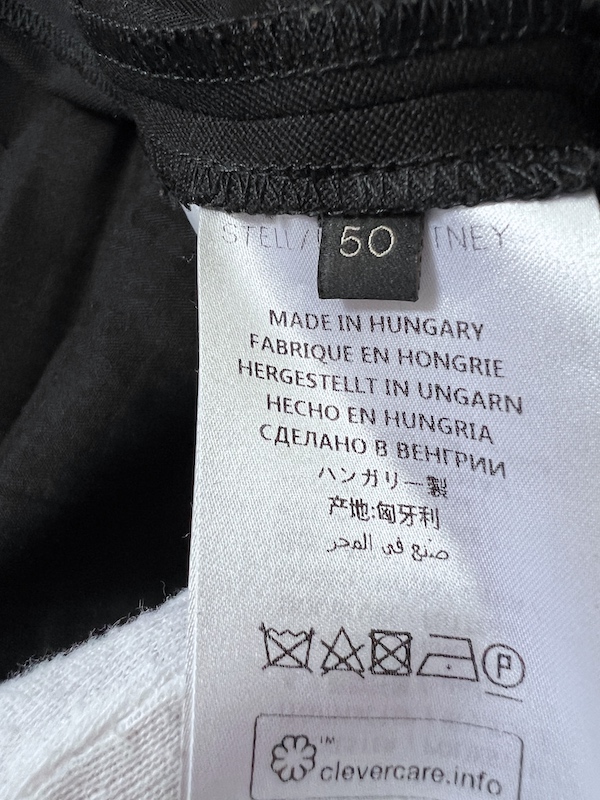 50
MADE IN HUNGARY
FABRIQUE EN HONGRIE
HERGESTELLT IN UNGARN
HECHO EN HUNGRIA
СДЕЛАНО В ВЕНГРИИ
ハンガリー製
产地:匈牙利
صنع في المجر
P
TM
clevercare.info